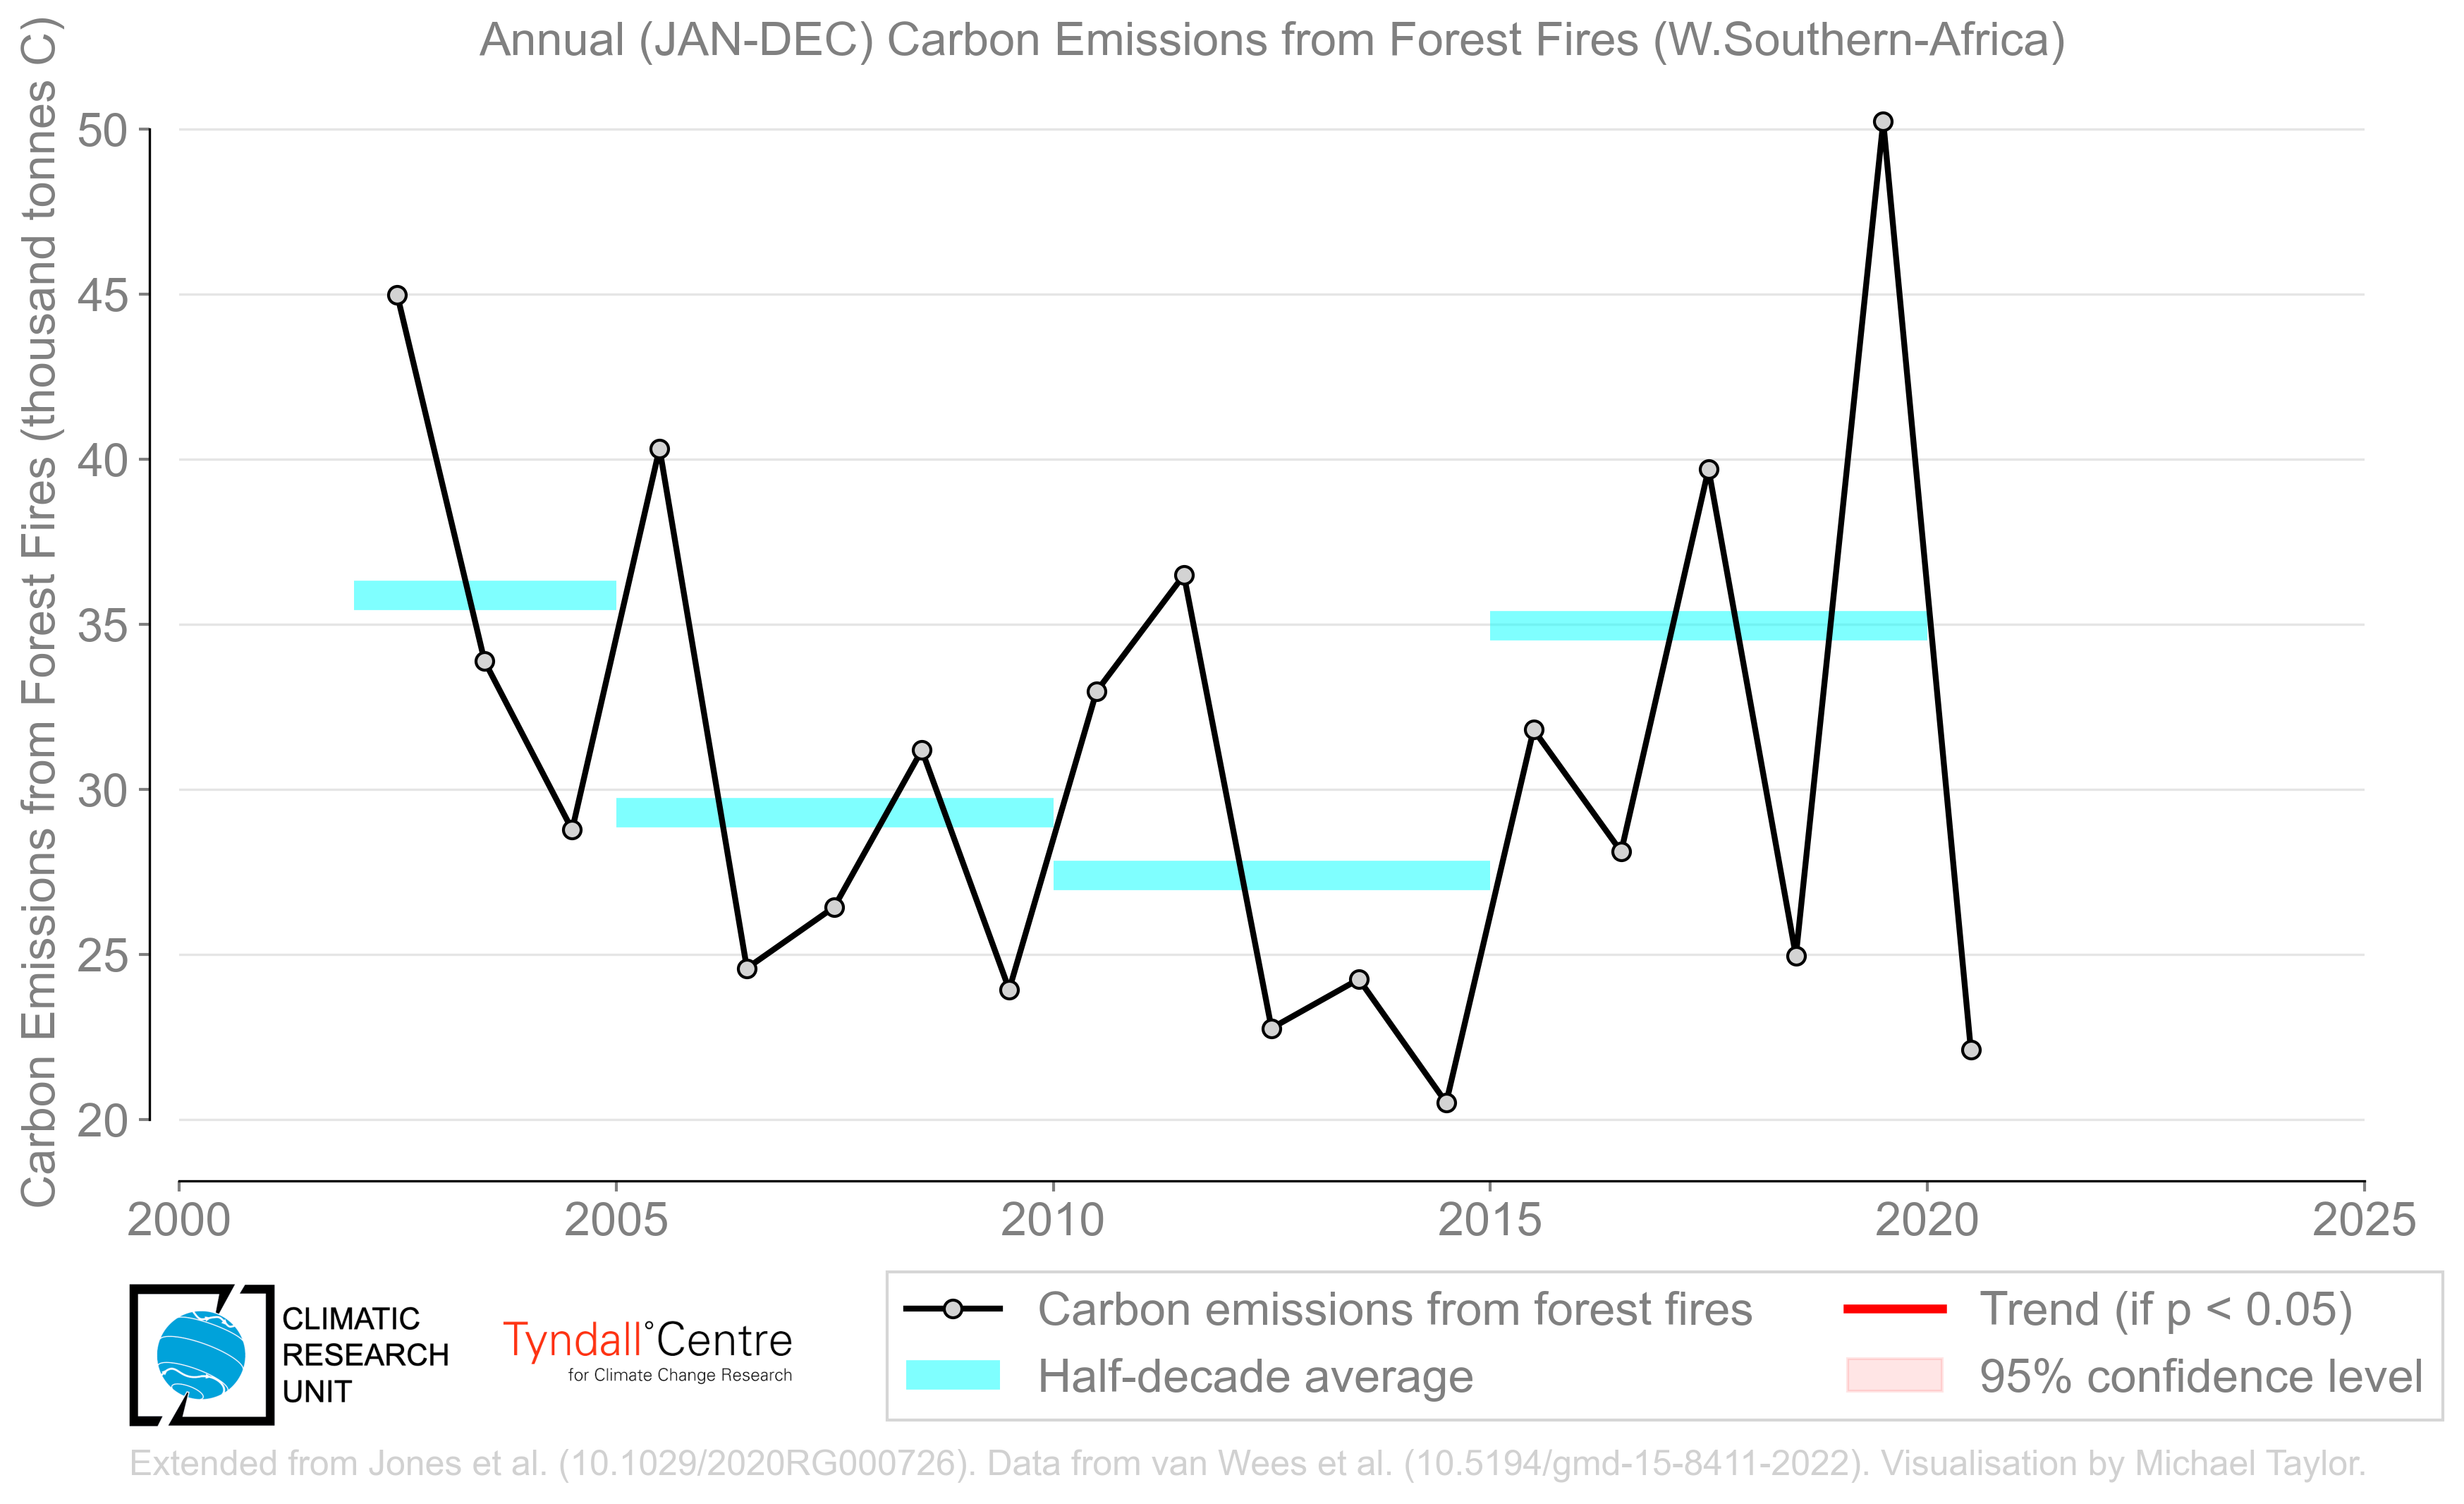 Annual (JAN-DEC) Carbon Emissions from Forest Fires (W.Southern-Africa)
Carbon Emissions from Forest Fires (thousand tonnes C)
50
45
40
35
30
25
20
2000 2005 2010 2015 2020 2025
CLIMATIC
RESEARCH
UNIT
Tyndall°Centre
for Climate Change Research
Carbon emissions from forest fires
Half-decade average
Trend (if p < 0.05)
95% confidence level
Extended from Jones et al. (10.1029/2020RG000726). Data from van Wees et al. (10.5194/gmd-15-8411-2022). Visualisation by Michael Taylor.